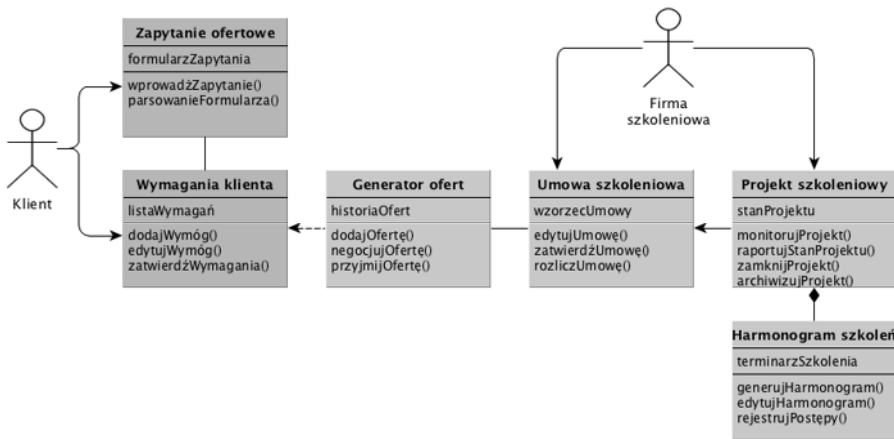 Zapytanie ofertowe
formularzZapytania
wprowadźZapytanie()
parsowanieFormularza()
Klient
Firma
szkoleniowa
Wymagania klienta
listaWymagań
dodajWymóg()
edytujWymóg()
zatwierdźWymagania()
Generator ofert
historiaOfert
dodajOfertę()
negocjujOfertę()
przyjmijOfertę()
Umowa szkoleniowa
wzorzecUmowy
edytujUmowę()
zatwierdźUmowę()
rozliczUmowę()
Projekt szkoleniowy
stanProjektu
monitorujProjekt()
raportujStanProjektu()
zamknijProjekt()
archiwizujProjekt()
Harmonogram szkoleń
terminarzSzkolenia
generujHarmonogram()
edytujHarmonogram()
rejestrujPostępy()